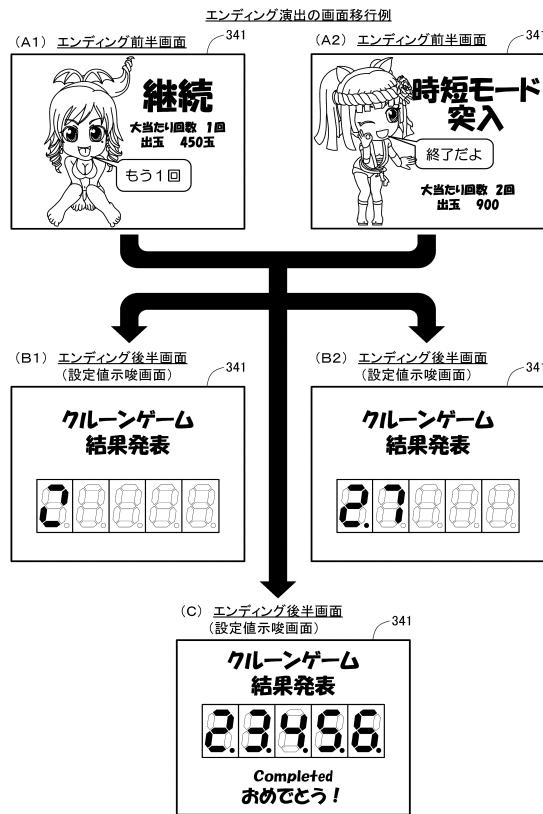 エンディング演出の画面移行例
(A1) エンディング前半画面
341
継続
大当たり回数 1回
出玉 450玉
もう1回
(A2) エンディング前半画面
341
時短モード
突入
終了だよ
大当たり回数 2回
出玉 900
(B1) エンディング後半画面
(設定値示唆画面)
341
クルーンゲーム
結果発表
(B2) エンディング後半画面
(設定値示唆画面)
341
クルーンゲーム
結果発表
2.7
(C) エンディング後半画面
(設定値示唆画面)
341
クルーンゲーム
結果発表
2.3.4.5.6.
Completed
おめでとう!